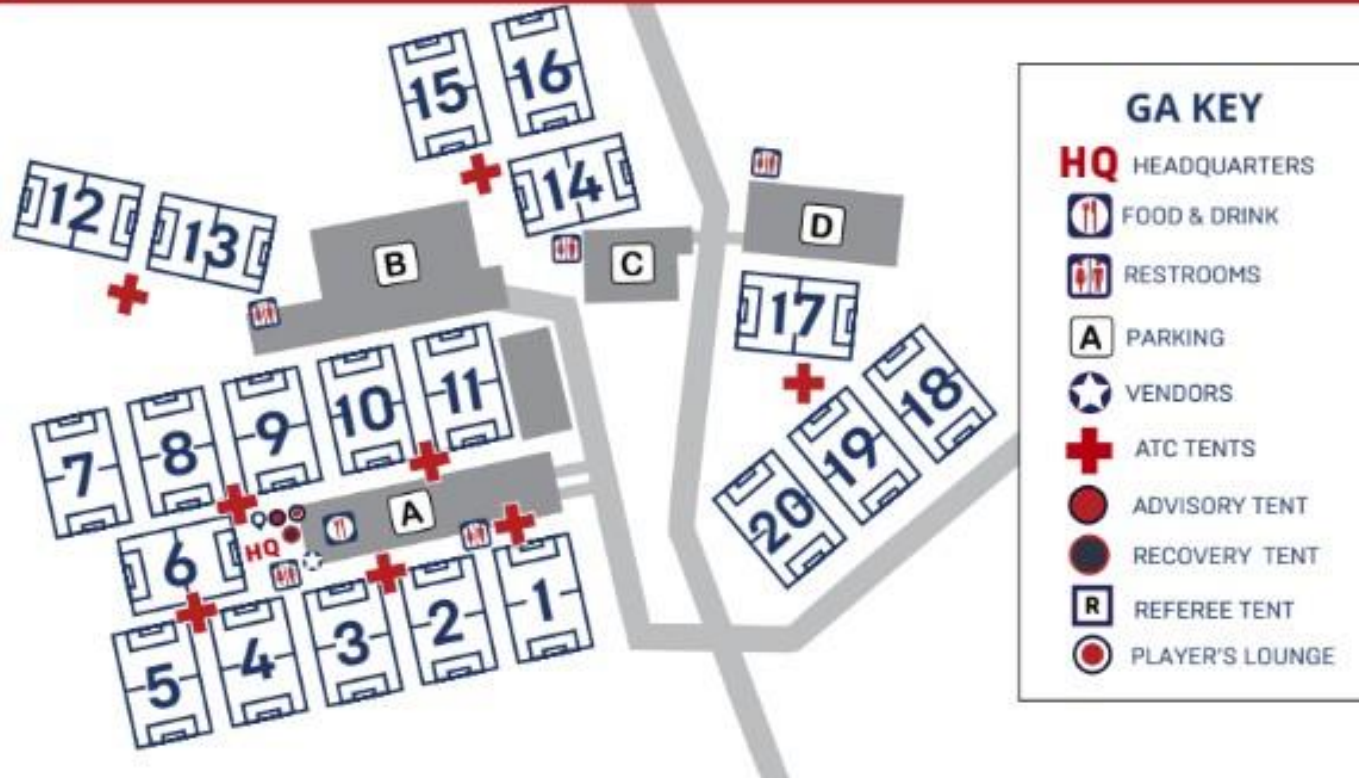 16
15
14
12
13
D
B
C
17
11
18
10
9
8
7
19
A
20
HQ
6
1
2
3
4
5
GA KEY
HQ HEADQUARTERS
FOOD & DRINK
RESTROOMS
A PARKING
VENDORS
ATC TENTS
ADVISORY TENT
RECOVERY TENT
R REFEREE TENT
PLAYER'S LOUNGE